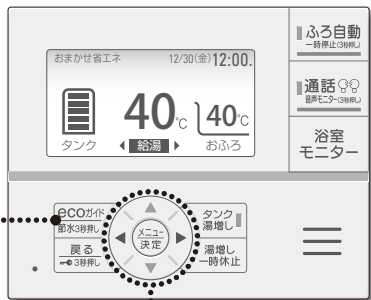 おまかせ省エネ 12/30(金)12:00.
40℃ 40℃
タンク 給湯 おふろ
ふろ自動
一時停止(3秒押し)
通話
音声モニター(3秒押し)
浴室
モニター
ecoガイド
節水3秒押し
戻る
3秒押し
メニュー
決定
タンク
湯増し
湯増し
一時休止